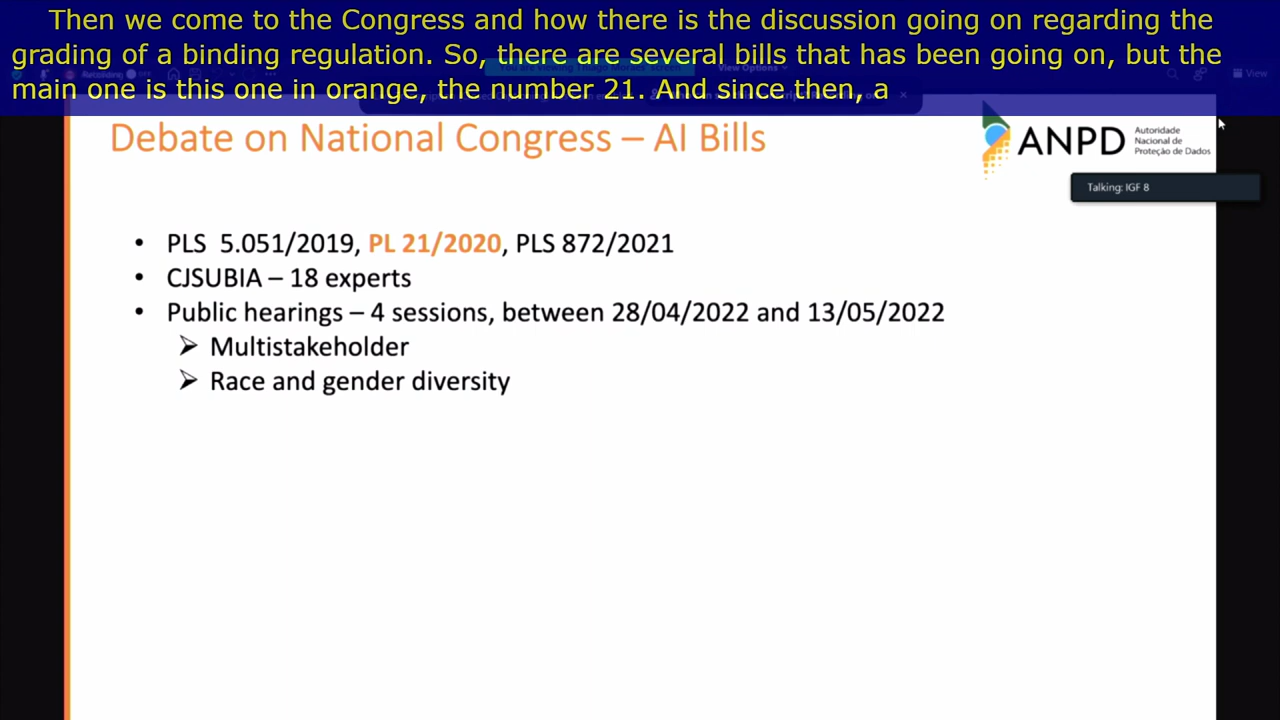 Then we come to the Congress and how there is the discussion going on regarding the
grading of a binding regulation. So, there are several bills that has been going on, but the
main one is this one in orange, the number 21. And since then, a
View Options
View
Debate on National Congress – AI Bills
ANPD
Autoridade
Nacional de
Proteção de Dados
Talking: IGF 8
• PLS 5.051/2019, PL 21/2020, PLS 872/2021
• CJSUBIA – 18 experts
• Public hearings – 4 sessions, between 28/04/2022 and 13/05/2022
➢ Multistakeholder
➢ Race and gender diversity